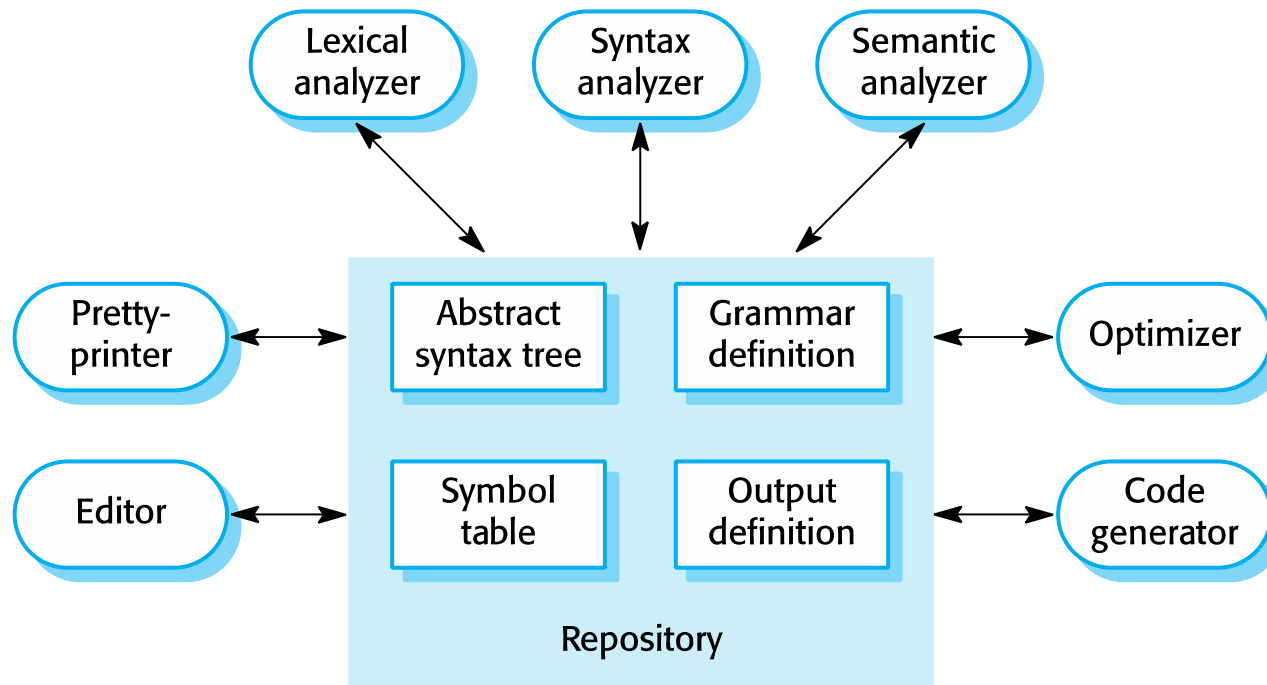 Lexical
analyzer
Syntax
analyzer
Semantic
analyzer
Pretty-
printer
Abstract
syntax tree
Grammar
definition
Optimizer
Editor
Symbol
table
Output
definition
Code
generator
Repository